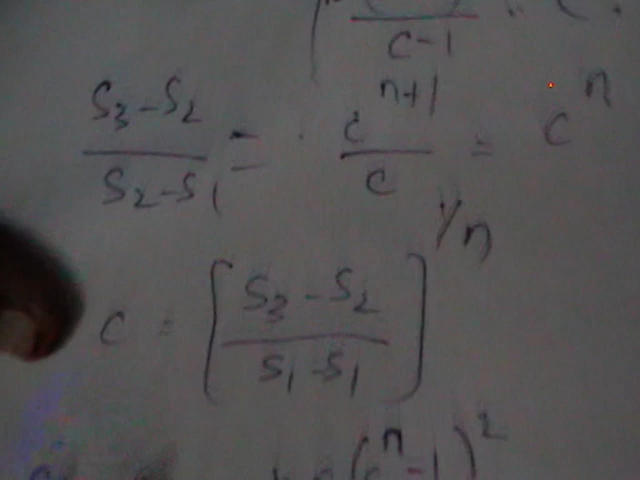 c-1
(S₃-S₂)/(S₂-S₁) = c^(n+1)/c = c^n
c = [(S₃-S₂)/(S₁-S₁)]^(1/n)
(c^n-1)^2